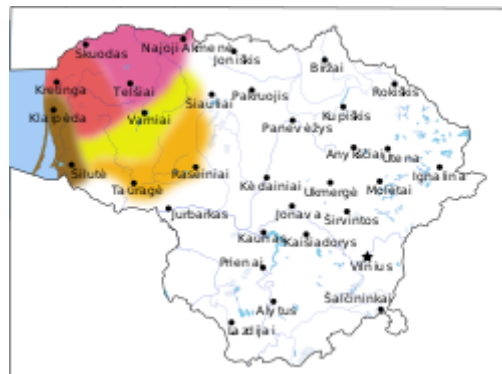 Skuodas
Najoji Akmenė
Joniškis
Biržai
Kretinga
Telšiai
Šiauliai
Pakruojis
Rokiškis
Klaipėda
Varniai
Panevėžys
Kupiškis
Anykščiai
Utena
Šilutė
Tauragė
Raseiniai
Kėdainiai
Ukmergė
Molėtai
Ignalina
Jurbarkas
Jonava
Širvintos
Kaunas
Kaišiadorys
Prienai
Vilnius
Alytus
Šalčininkai
Lazdijai